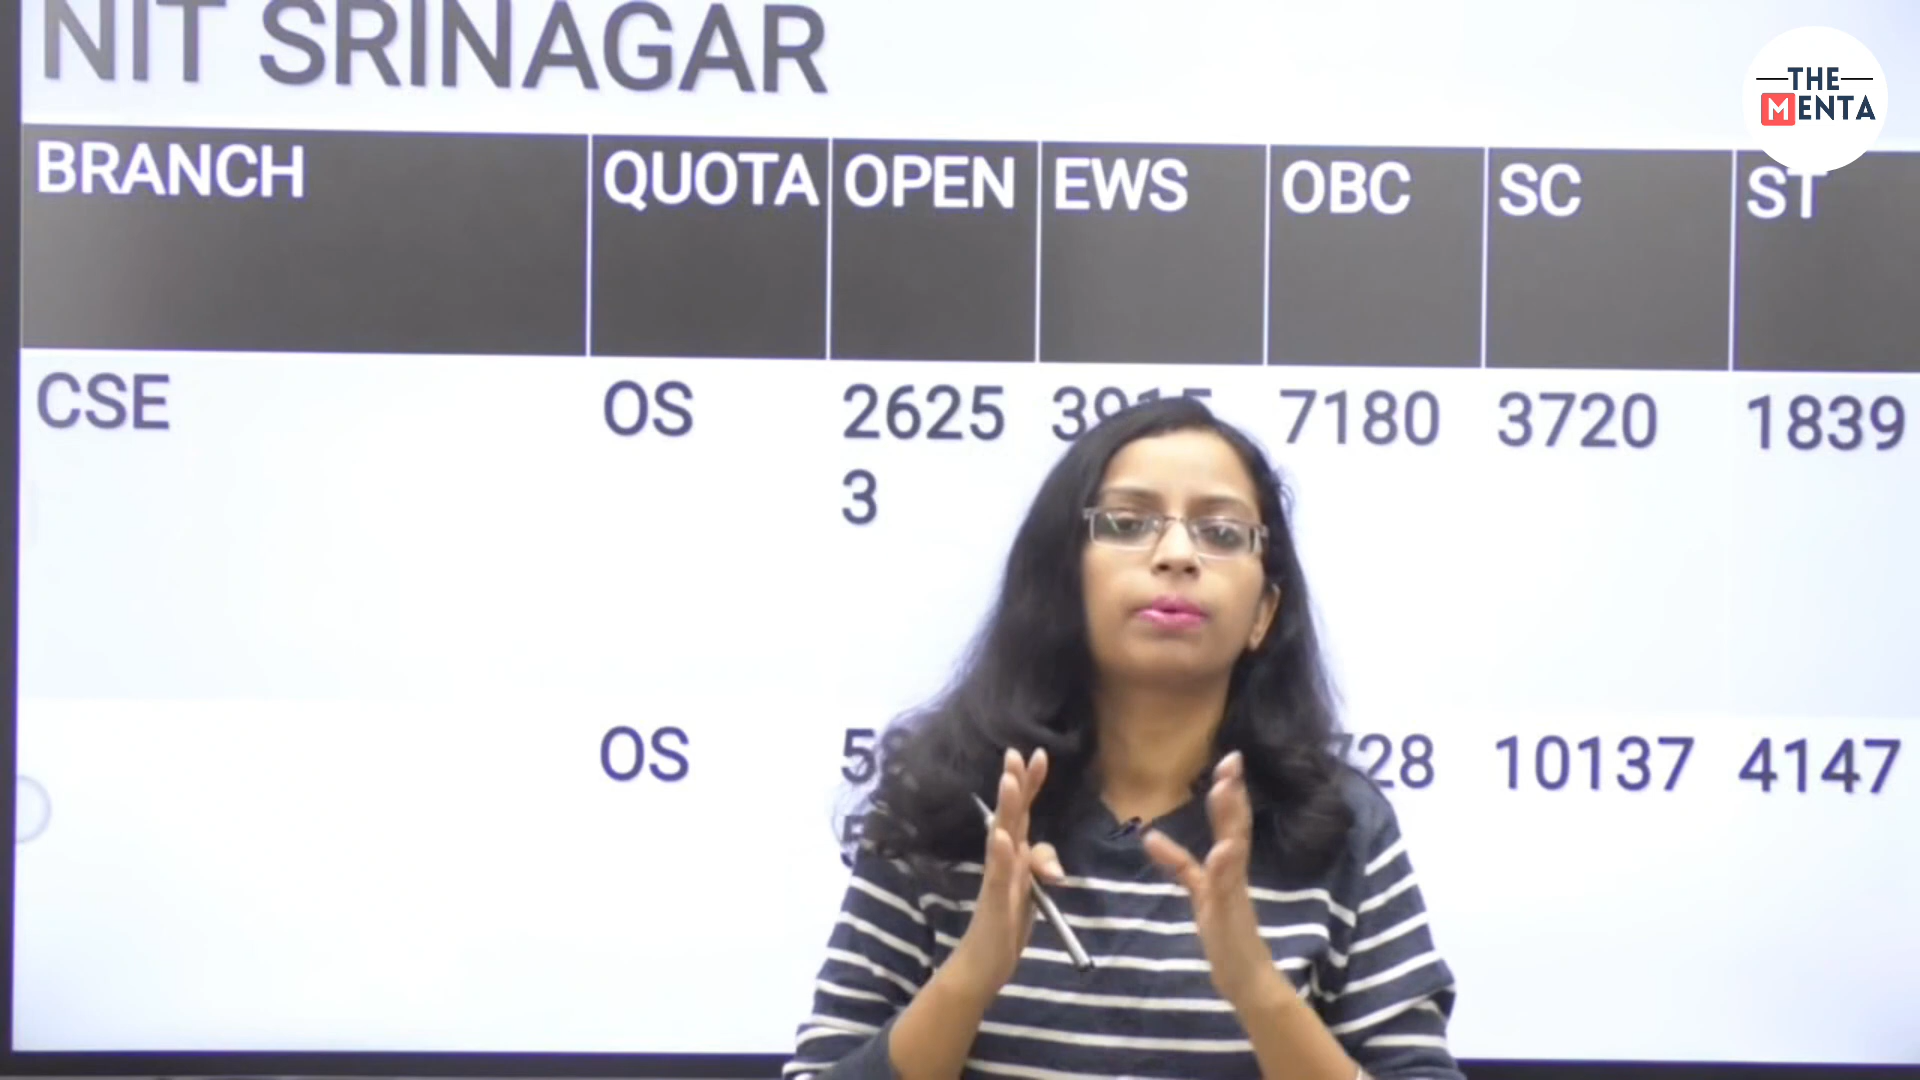 NIT SRINAGAR
THE
MENTA
BRANCH QUOTA OPEN EWS OBC SC ST
CSE OS 2625 3915 7180 3720 1839
3
OS 10137 4147